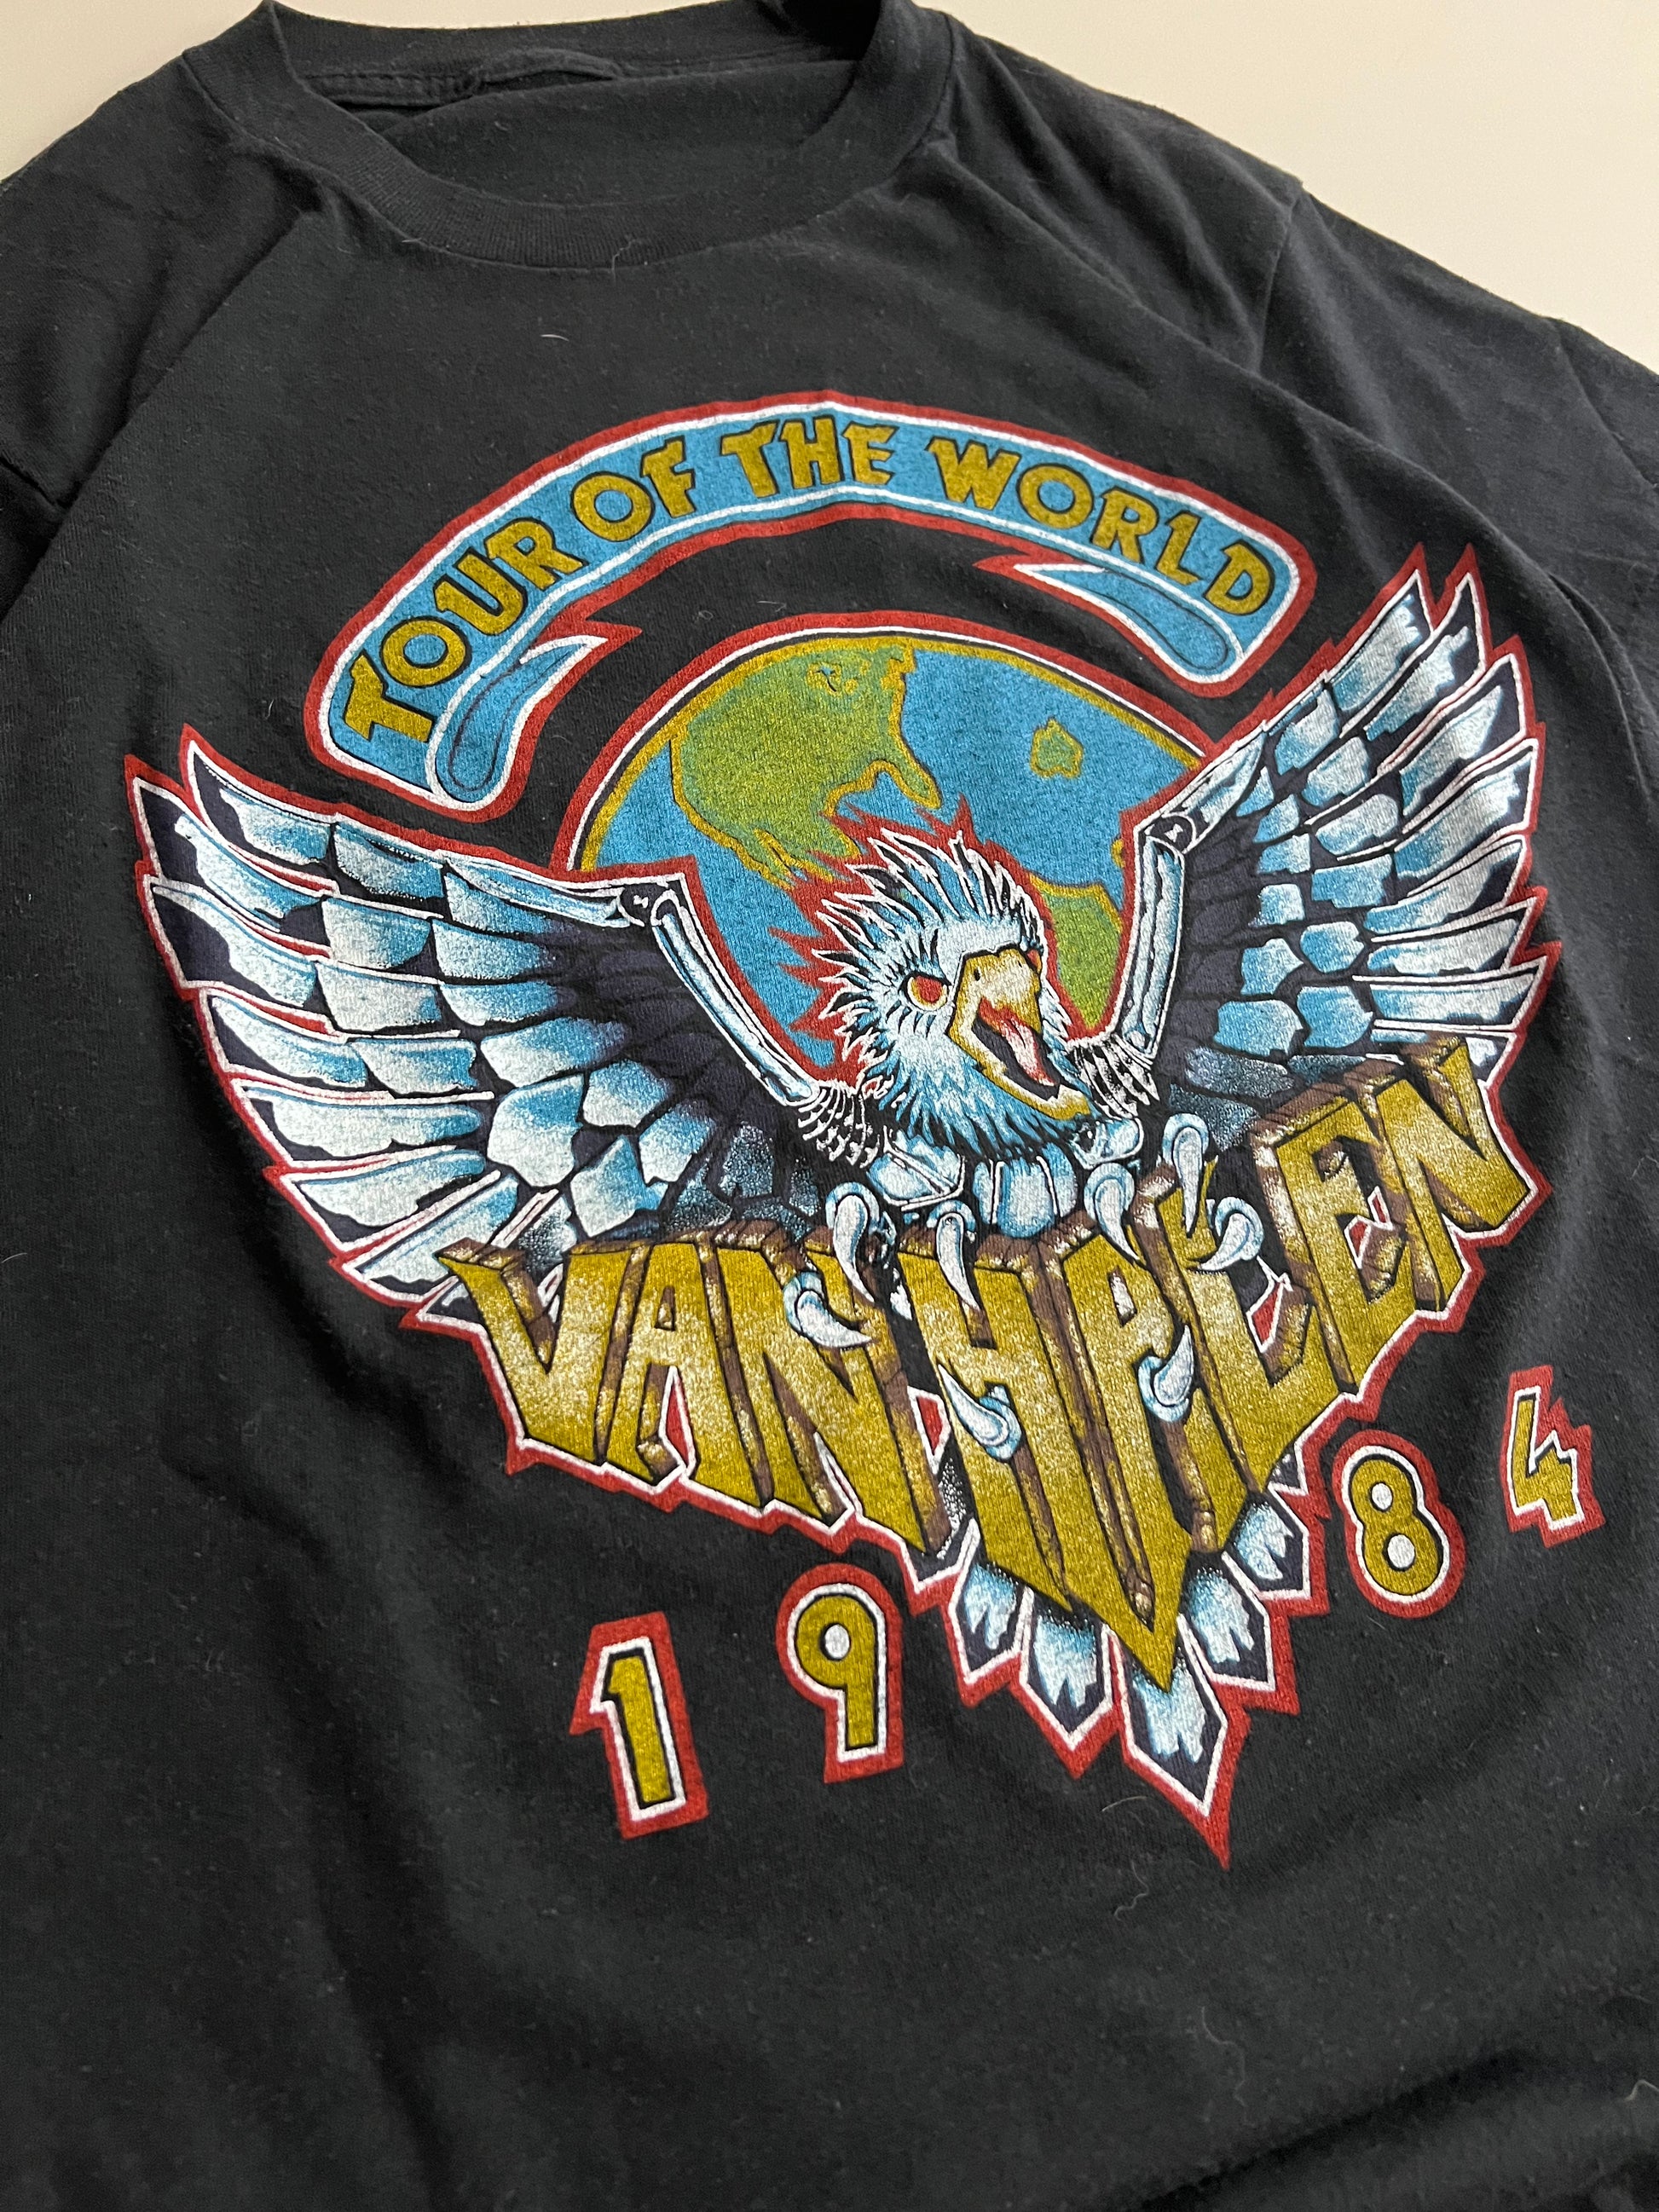 TOUR OF THE WORLD
VAN HALEN
1984